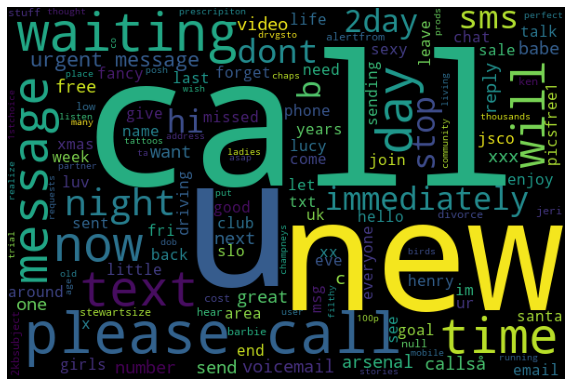 stuff thought prescripton
co drvgsto
life
perfect
prods
alertfrom
waiting
video
2day
sms
dont
chat
sale
talk
urgent message
sexy
leave
babe
place posh chaps
fancy
last
forget
need
sending
reply
ken
free
wish
thousands
low
listen
many
give
missed
b
phone
call
day
stop
will
picsfree1
hi
years
community
living
message
xmas
name
address
tattoos
ta
asap
ladies
lucy
join
jsco
week
want
come
xxx
realize
partner
luv
driving
let
immediately
enjoy
night
put
good
txt
hello
divorce
jeri
requests
sent
fri
club
uk
now
dob
back
next
slo
xx
everyone
birds
u
new
trial
little
eve
henry
im
ur
age
old
text
champneys
c
filthy
around
cost
great
msg
santa
one
hear
user
area
100p
see
goal
null
stewartsize
x
barbie
please call
time
end
arsenal
callså
2knsubject
girls
number
send
voicemail
mobile
stories
running
email